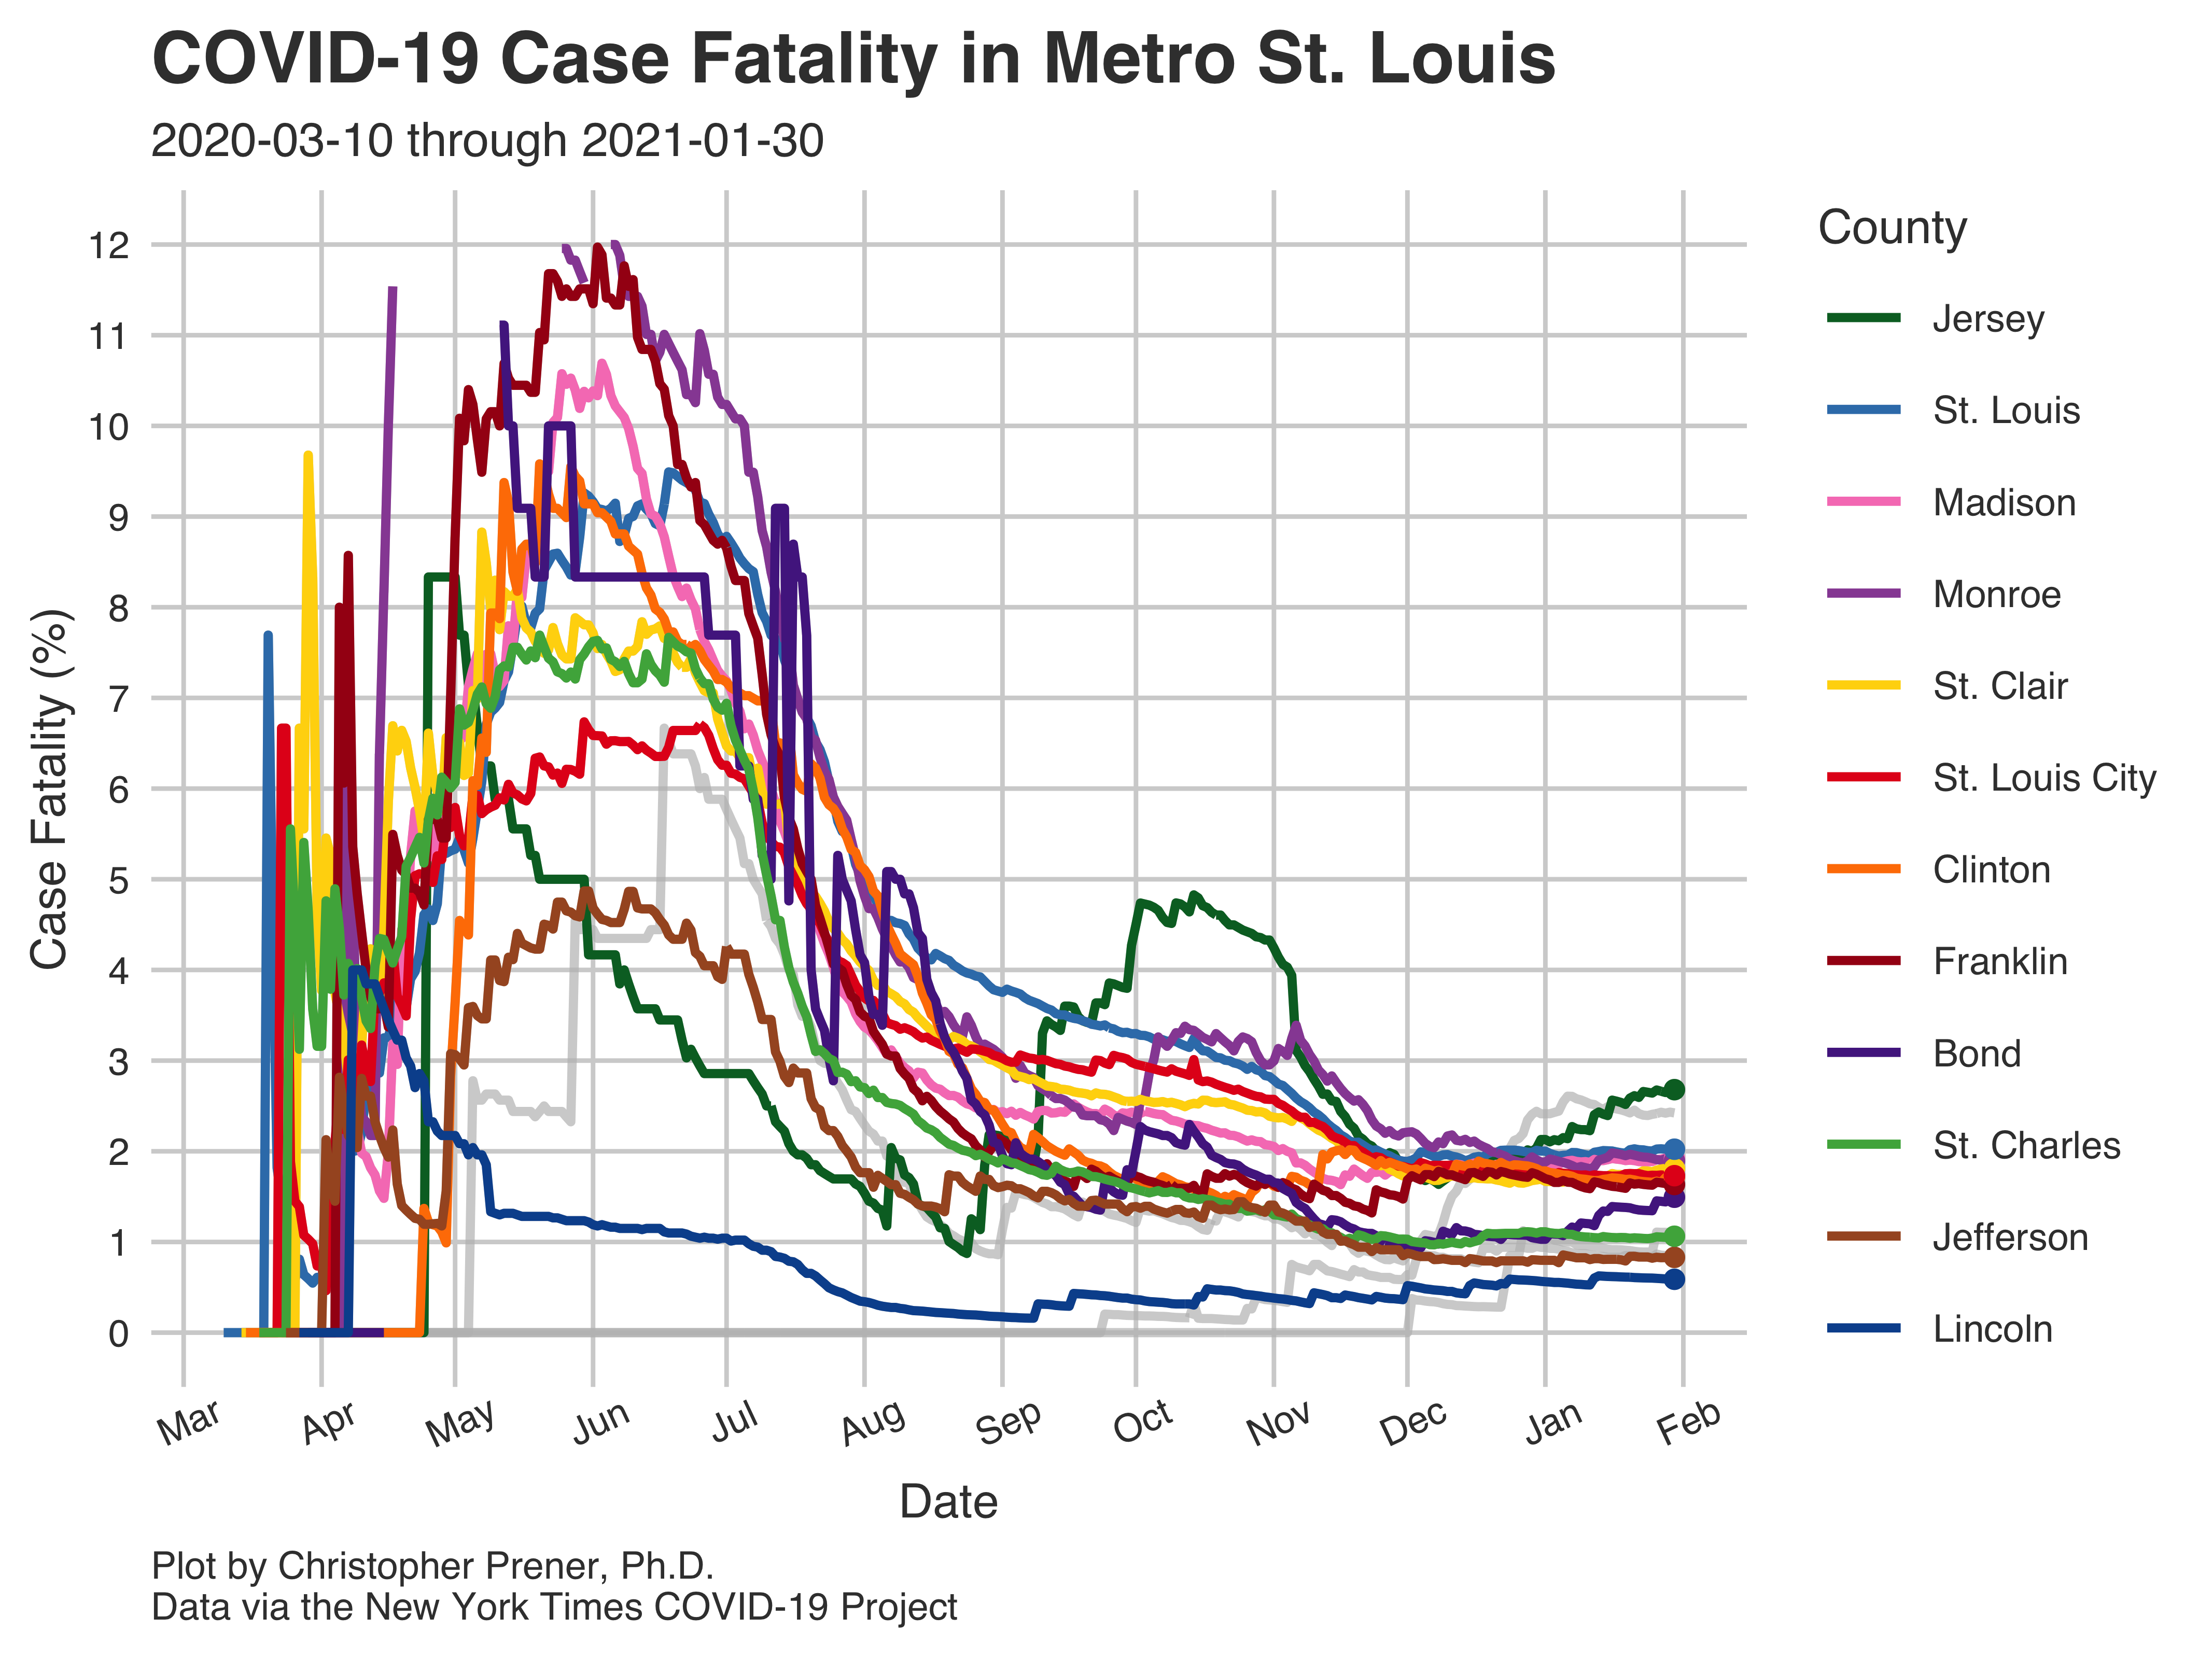 COVID-19 Case Fatality in Metro St. Louis
2020-03-10 through 2021-01-30
Case Fatality (%)
12
11
10
9
8
7
6
5
4
3
2
1
0
Mar
Apr
May
Jun
Jul
Aug
Sep
Oct
Nov
Dec
Jan
Feb
Date
County
Jersey
St. Louis
Madison
Monroe
St. Clair
St. Louis City
Clinton
Franklin
Bond
St. Charles
Jefferson
Lincoln
Plot by Christopher Prener, Ph.D.
Data via the New York Times COVID-19 Project